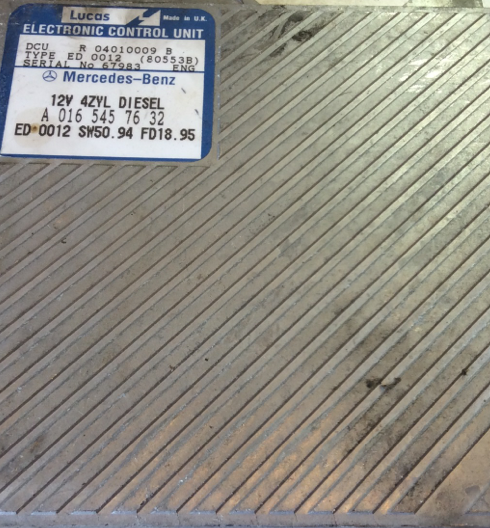 Lucas Made in U.K.
ELECTRONIC CONTROL UNIT
DCU R 04010009 B
TYPE ED 0012 (80553B)
SERIAL No 67983 ENG
Mercedes-Benz
12V 4ZYL DIESEL
A 016 545 76 32
ED 0012 SW50.94 FD18.95